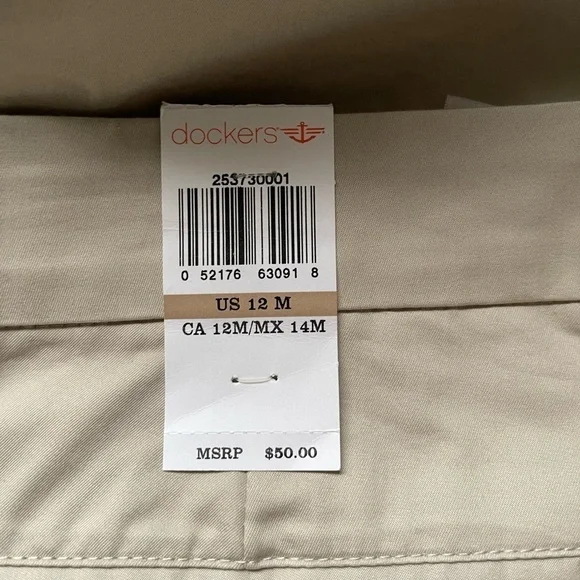 dockers
253730001
0 52176 63091 8
US 12 M
CA 12M/MX 14M
MSRP $50.00